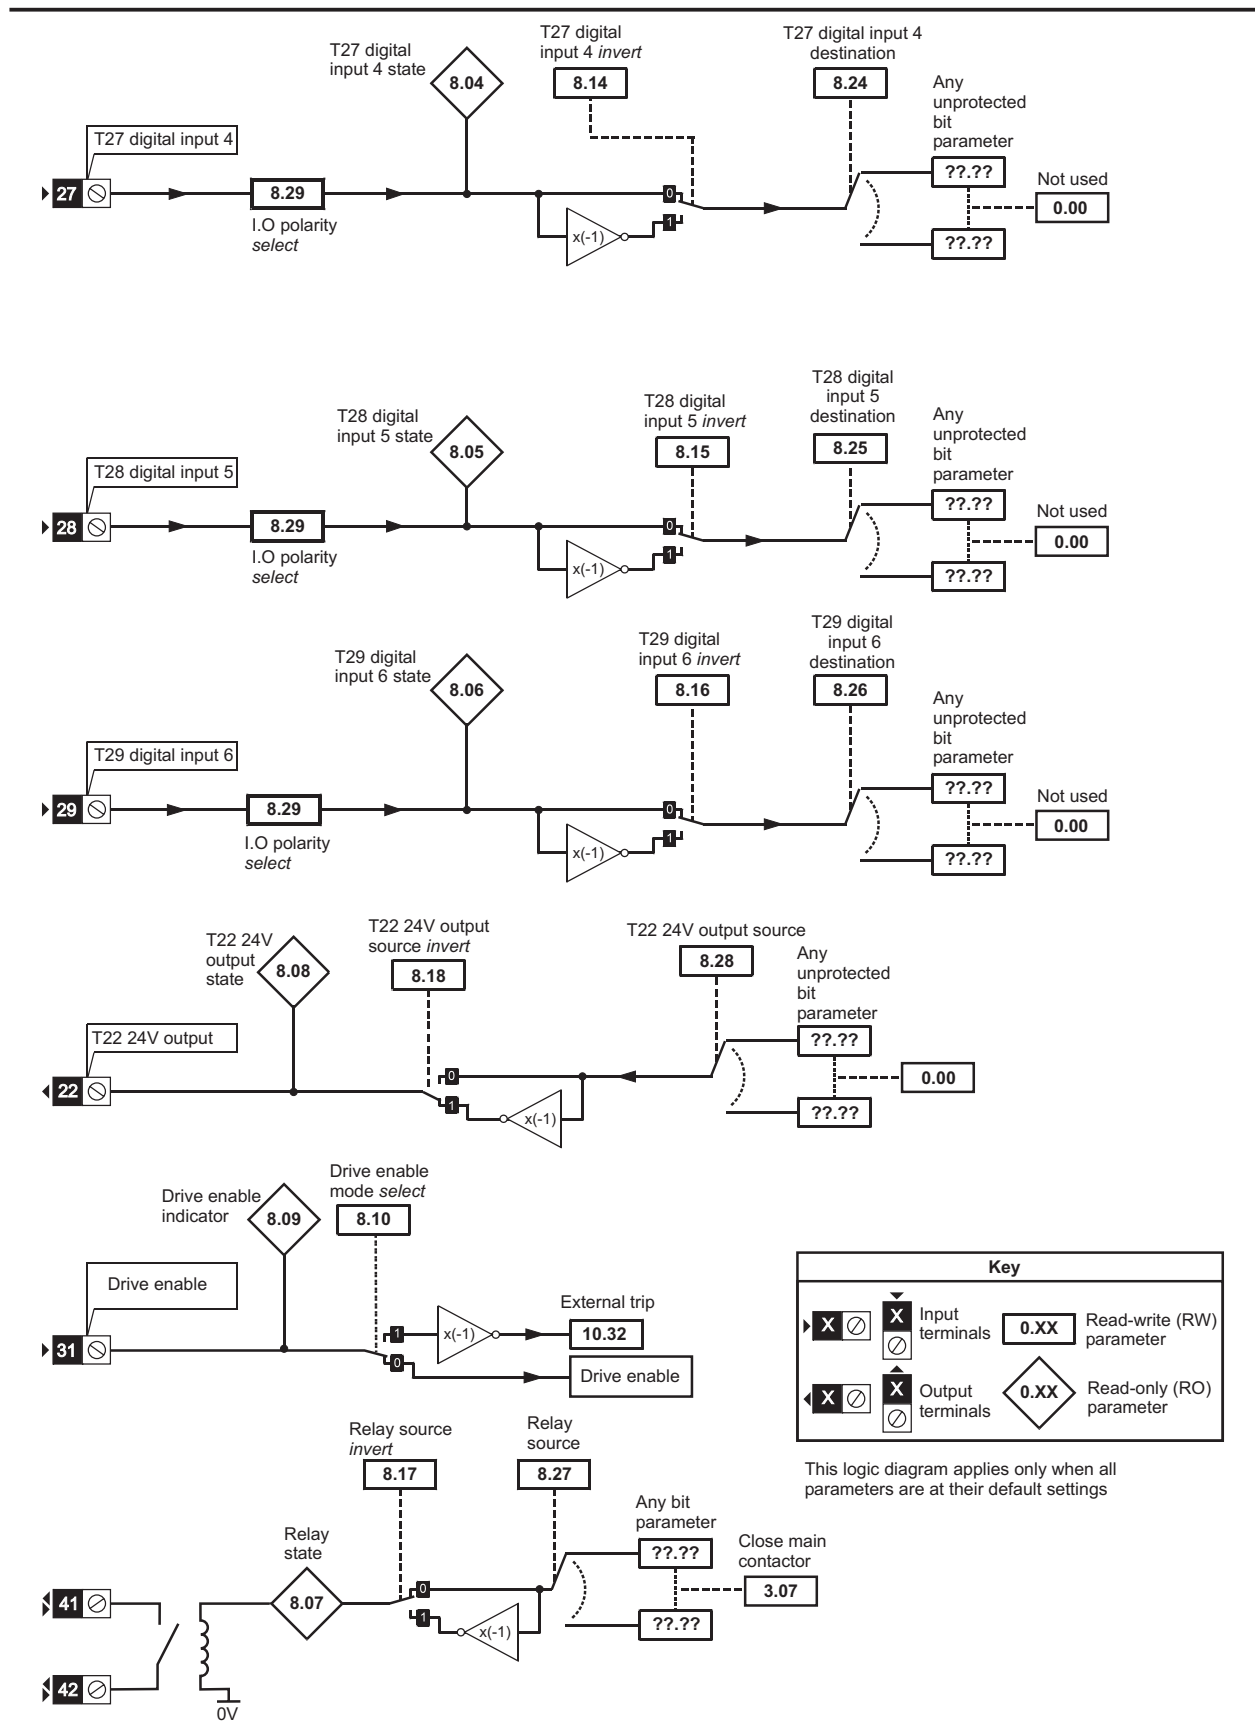 T27 digital
input 4 state
8.04
T27 digital
input 4 invert
8.14
T27 digital input 4
destination
8.24
Any
unprotected
bit
parameter
T27 digital input 4
27
8.29
I.O polarity
select
0
1
x(-1)
??.??
??.??
Not used
0.00
T28 digital
input 5 state
8.05
T28 digital
input 5 invert
8.15
T28 digital
input 5
destination
8.25
Any
unprotected
bit
parameter
T28 digital input 5
28
8.29
I.O polarity
select
0
1
x(-1)
??.??
??.??
Not used
0.00
T29 digital
input 6 state
8.06
T29 digital
input 6 invert
8.16
T29 digital
input 6
destination
8.26
Any
unprotected
bit
parameter
T29 digital input 6
29
8.29
I.O polarity
select
0
1
x(-1)
??.??
??.??
Not used
0.00
T22 24V
output
state
8.08
T22 24V output
source invert
8.18
T22 24V output source
8.28
Any
unprotected
bit
parameter
T22 24V output
22
0
1
x(-1)
??.??
??.??
0.00
Drive enable
indicator
8.09
Drive enable
mode select
8.10
Drive enable
31
1
0
x(-1)
External trip
10.32
Drive enable
Key
X
X
Input
terminals
0.XX
Read-write (RW)
parameter
X
X
Output
terminals
0.XX
Read-only (RO)
parameter
This logic diagram applies only when all
parameters are at their default settings
Relay source
invert
8.17
Relay
source
8.27
Any bit
parameter
??.??
??.??
Close main
contactor
3.07
Relay
state
8.07
0
1
x(-1)
41
42
0V